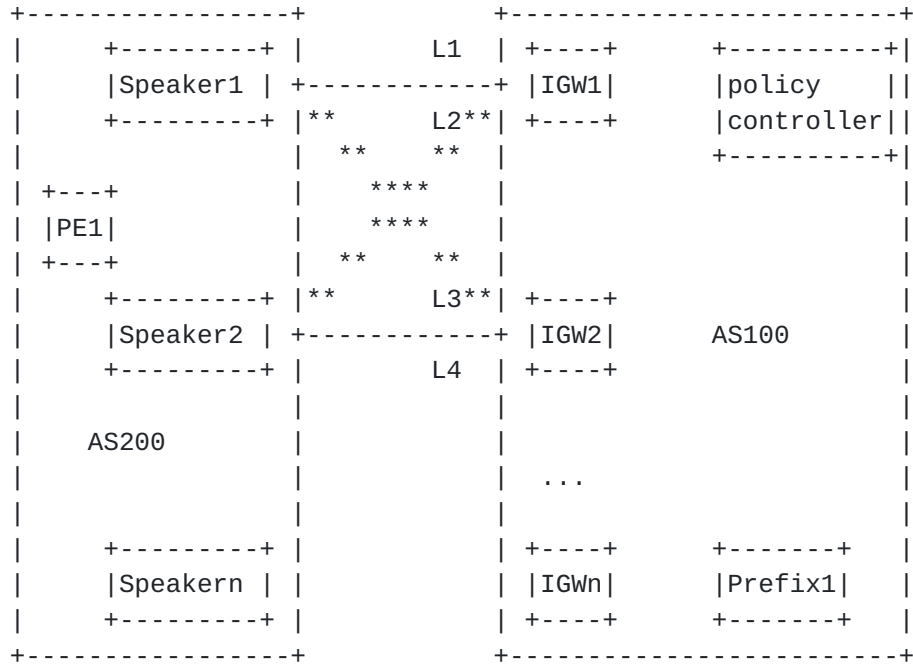 L1
Speaker1 IGW1 policy
L2 controller
PE1
L3
Speaker2 IGW2 AS100
L4
AS200
...
Speakern IGWn Prefix1